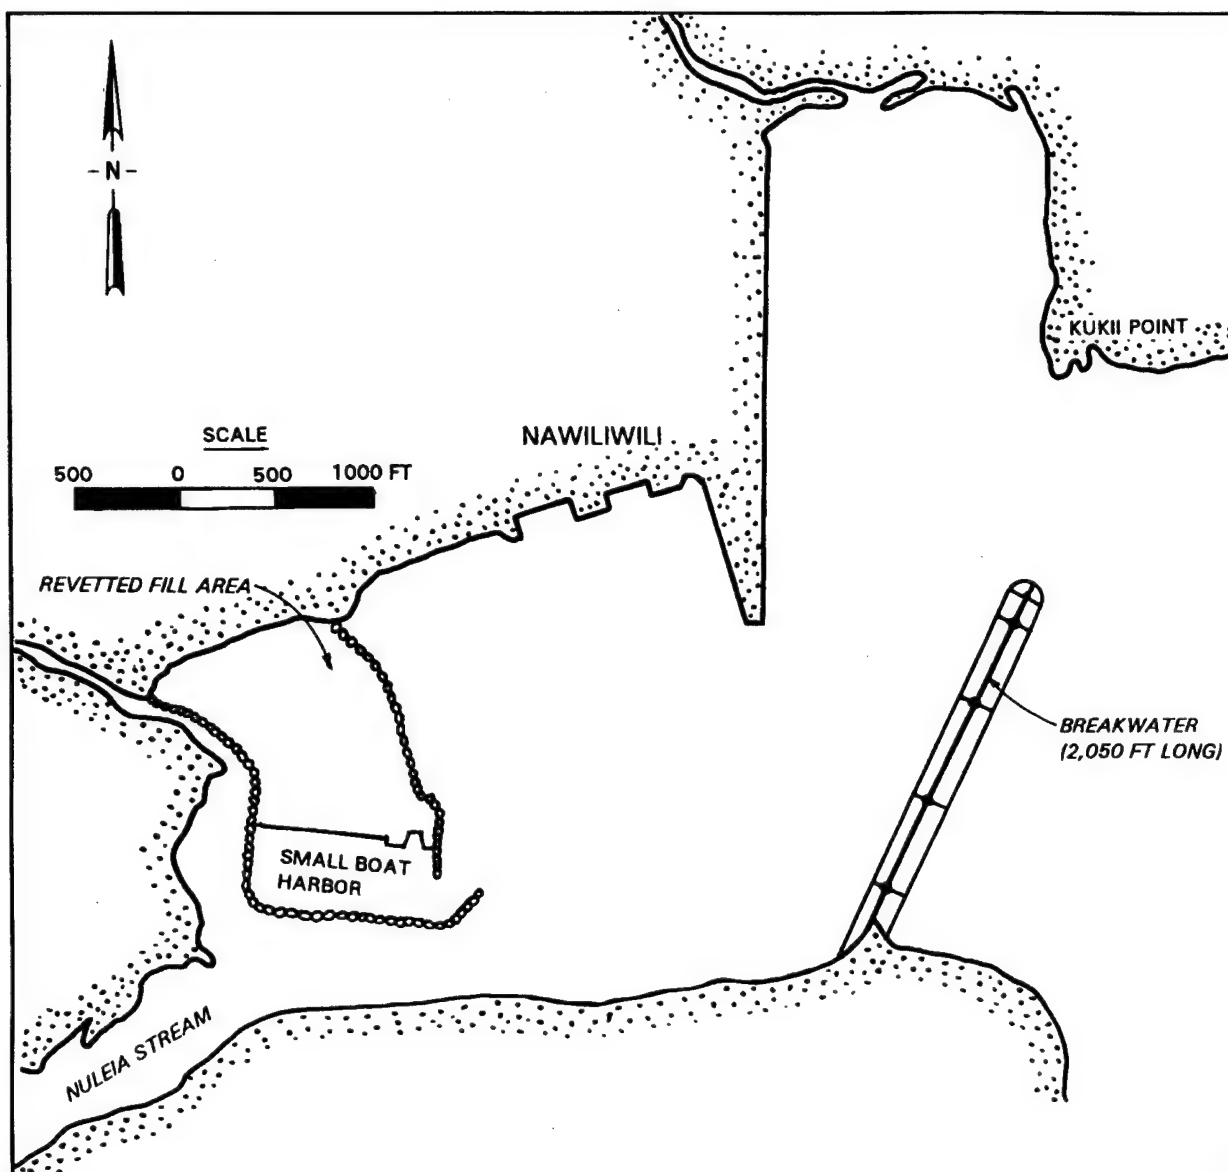 - N -
KUKII POINT
SCALE
500 0 500 1000 FT
NAWILIWILI
REVETTED FILL AREA
BREAKWATER
(2,050 FT LONG)
SMALL BOAT
HARBOR
NULEIA STREAM